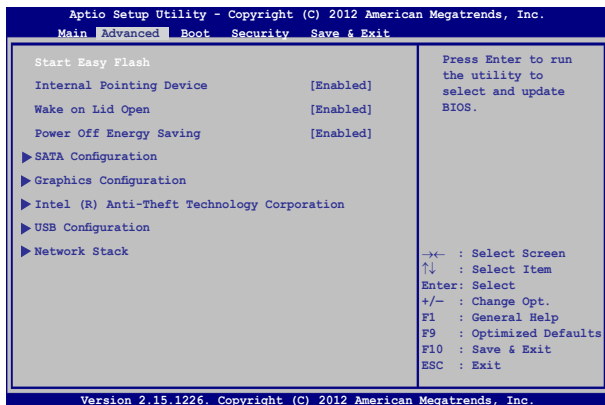 Aptio Setup Utility - Copyright (C) 2012 American Megatrends, Inc.
Main Advanced Boot Security Save & Exit
Start Easy Flash
Internal Pointing Device [Enabled]
Wake on Lid Open [Enabled]
Power Off Energy Saving [Enabled]
SATA Configuration
Graphics Configuration
Intel (R) Anti-Theft Technology Corporation
USB Configuration
Network Stack
Press Enter to run
the utility to
select and update
BIOS.
→← : Select Screen
↑↓ : Select Item
Enter: Select
+/— : Change Opt.
F1 : General Help
F9 : Optimized Defaults
F10 : Save & Exit
ESC : Exit
Version 2.15.1226. Copyright (C) 2012 American Megatrends, Inc.